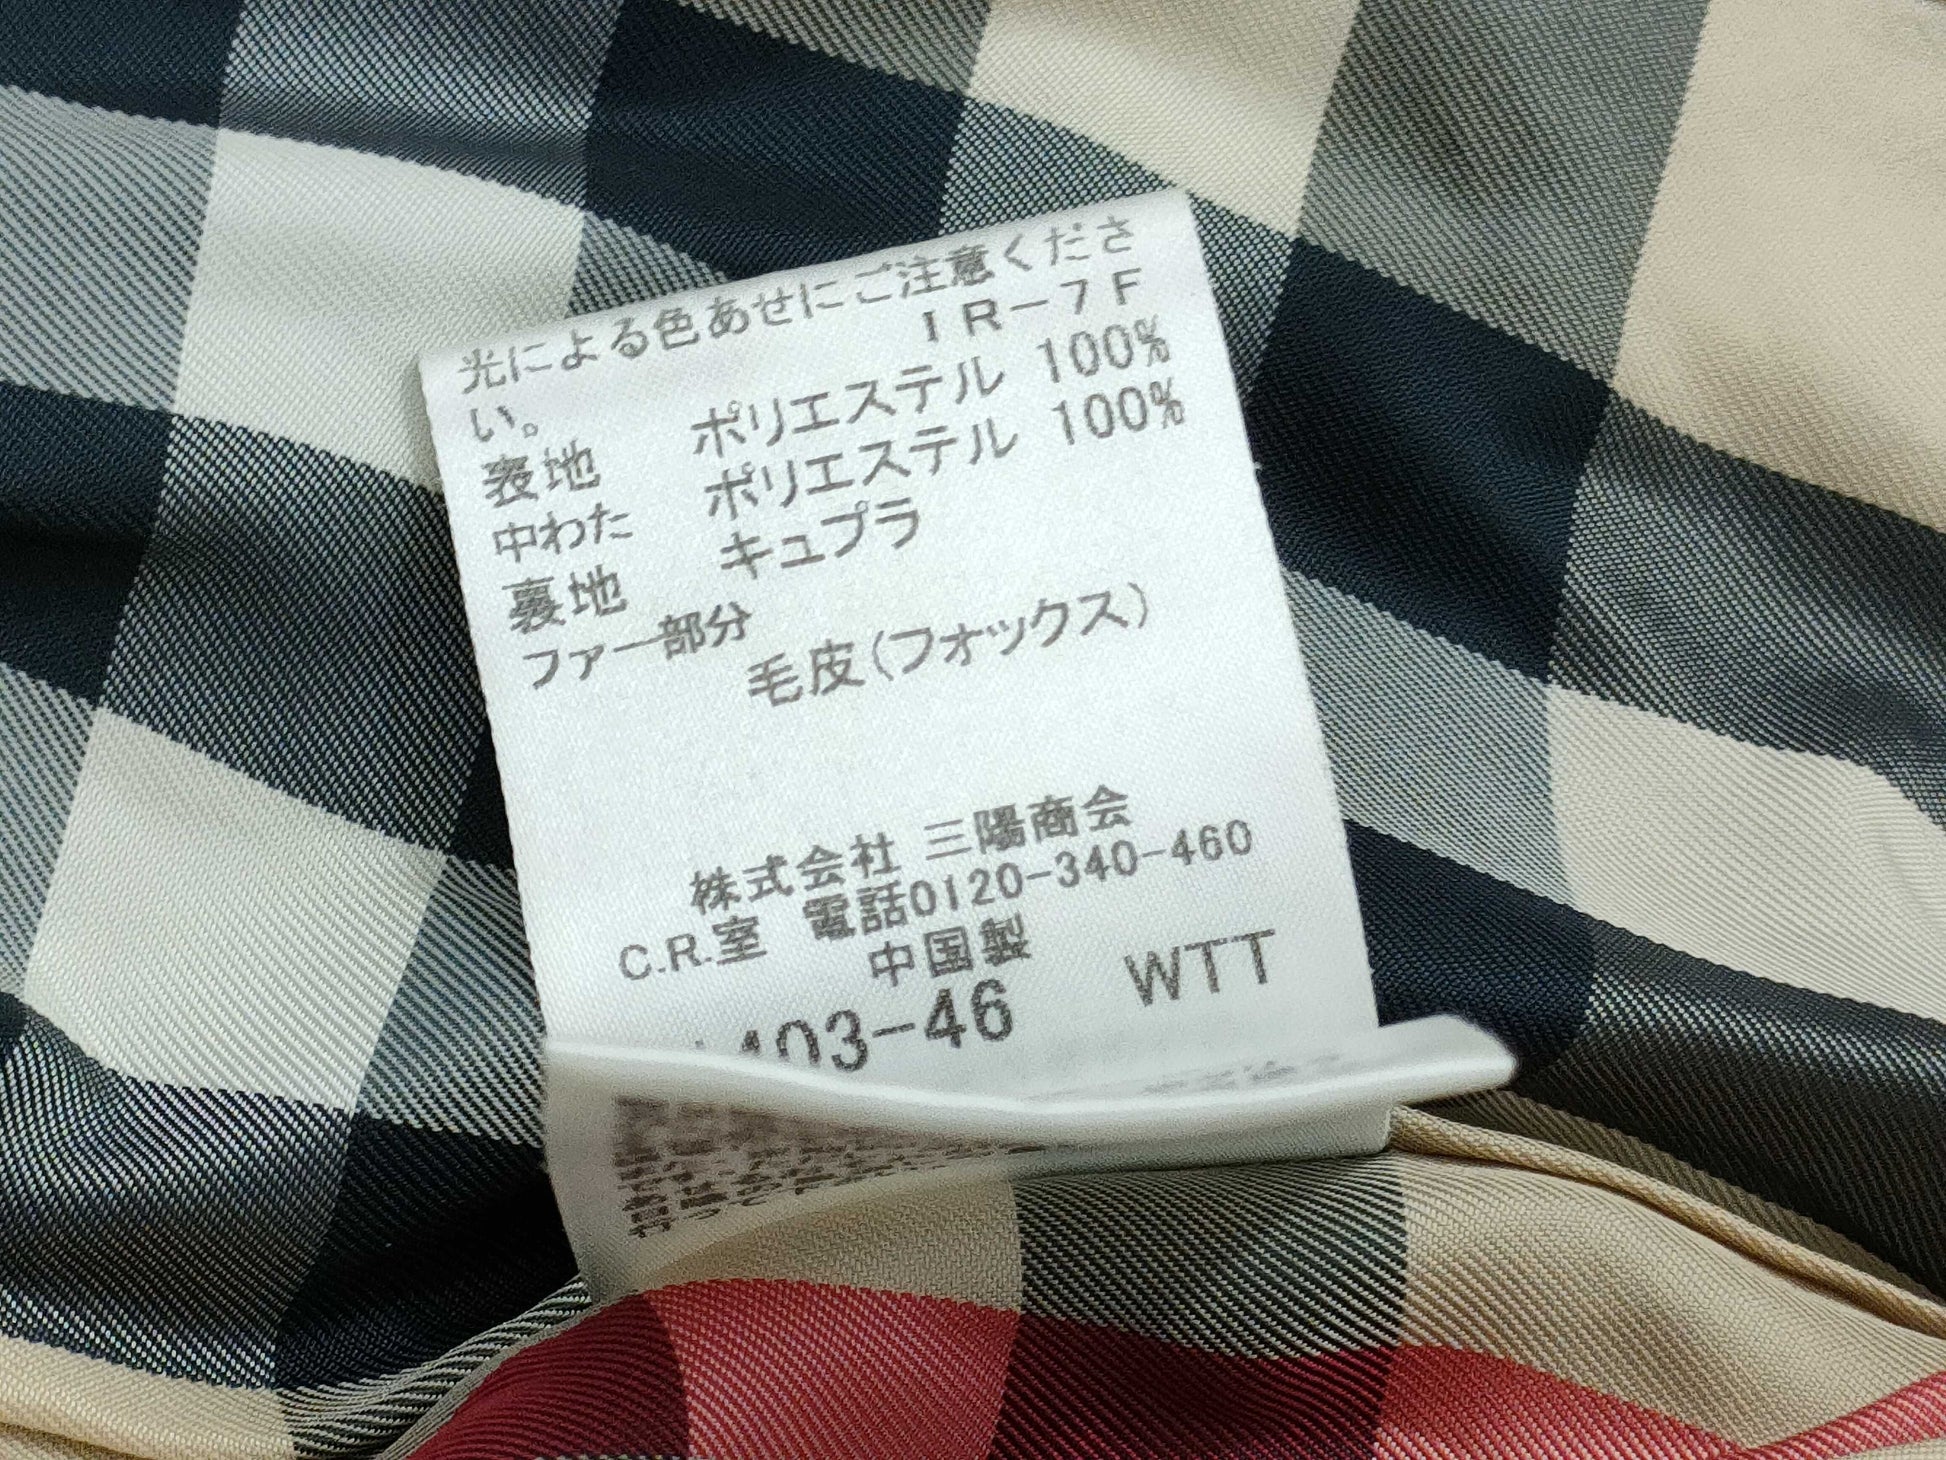 光による色あせにご注意くださ
い。
IR-7F
表地 ポリエステル 100%
中わた ポリエステル 100%
裏地 キュプラ
ファー部分
毛皮(フォックス)
株式会社 三陽商会
C.R.室 電話0120-340-460
中国製
403-46 WTT